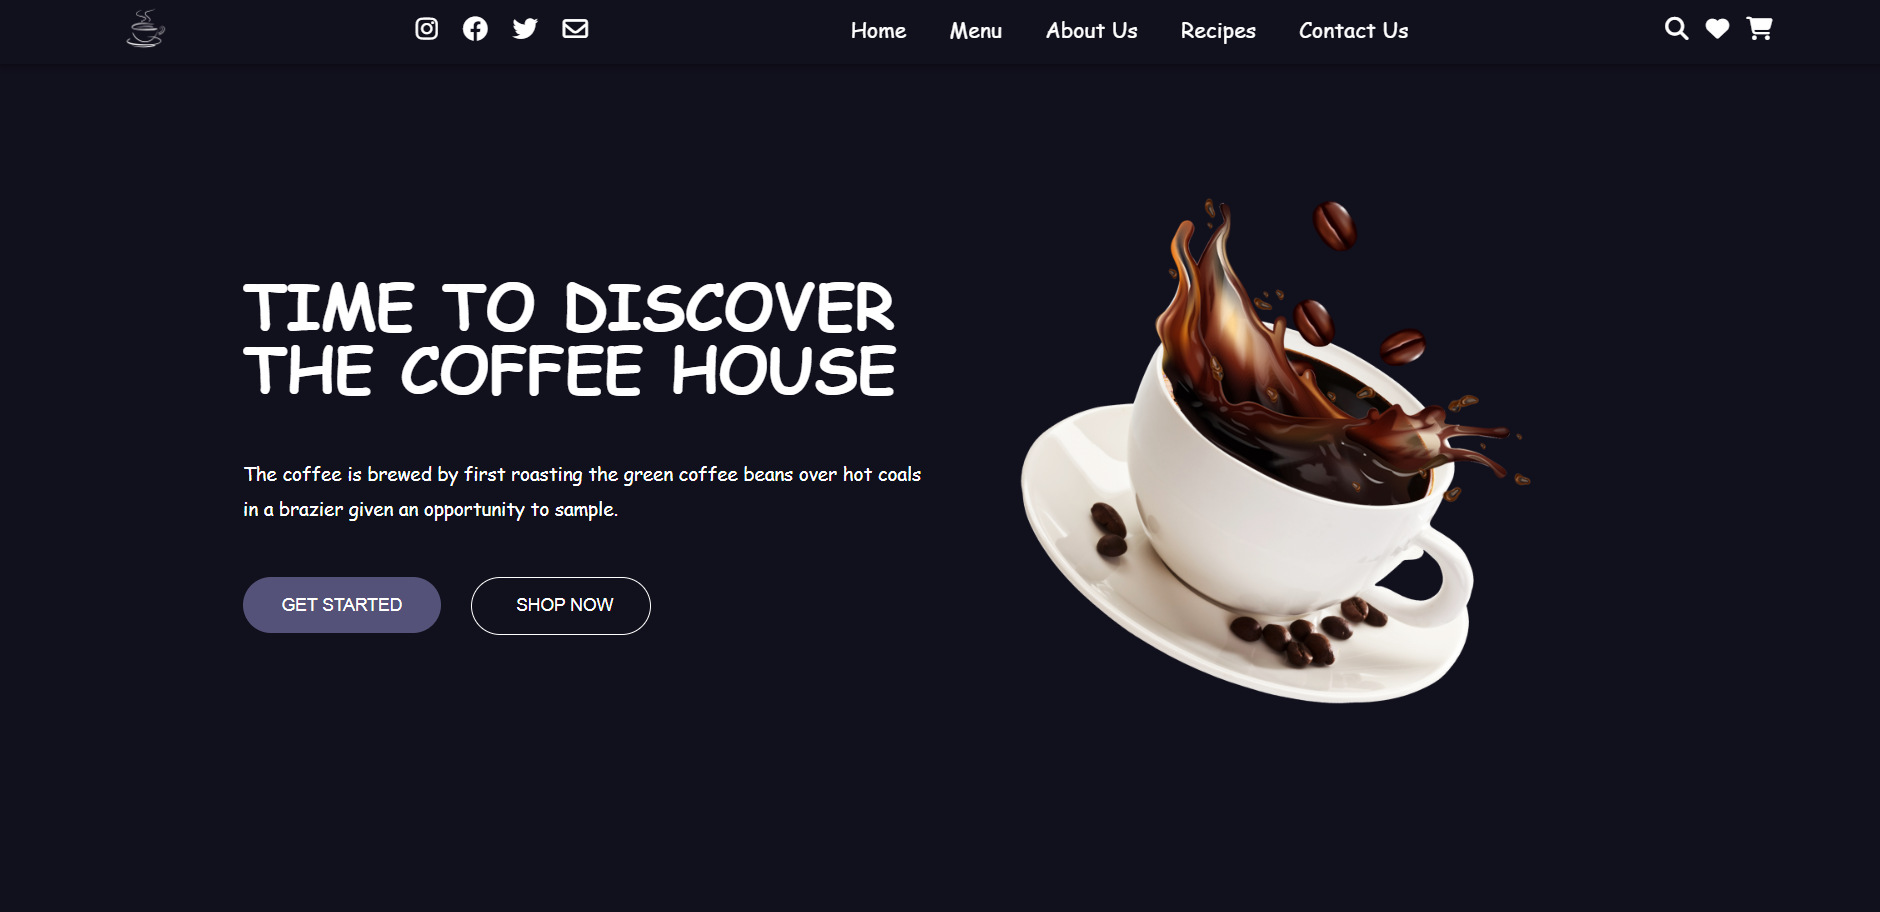 Home Menu About Us Recipes Contact Us
TIME TO DISCOVER
THE COFFEE HOUSE
The coffee is brewed by first roasting the green coffee beans over hot coals
in a brazier given an opportunity to sample.
GET STARTED SHOP NOW